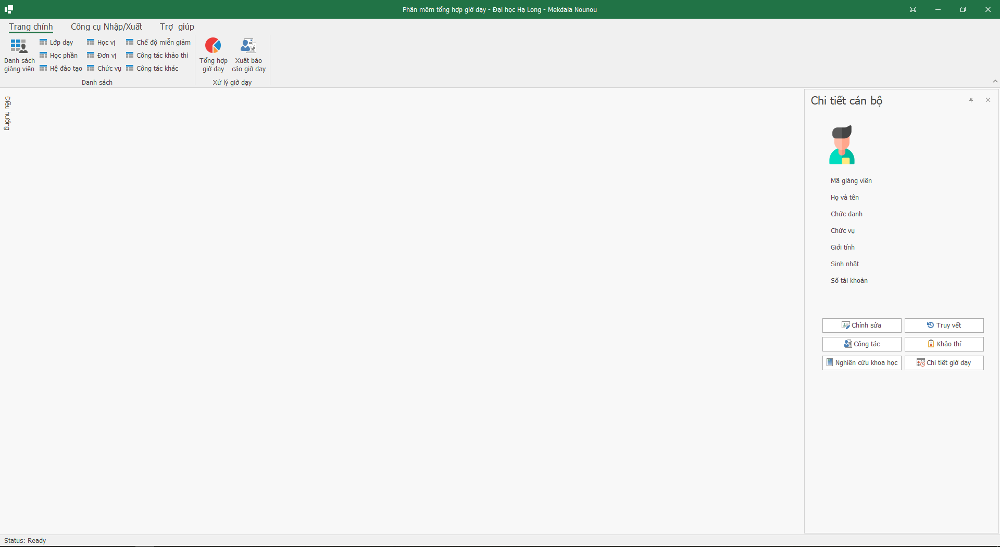 Phần mềm tổng hợp giờ dạy - Đại học Hạ Long - Mekdala Nounou
Trang chính
Công cụ Nhập/Xuất
Trợ giúp
Danh sách
giảng viên
Lớp dạy
Học phần
Hệ đào tạo
Học vị
Đơn vị
Chức vụ
Chế độ miễn giảm
Công tác khảo thí
Công tác khác
Danh sách
Tổng hợp
giờ dạy
Xuất báo
cáo giờ dạy
Xử lý giờ dạy
Điều hướng
Chi tiết cán bộ
Mã giảng viên
Họ và tên
Chức danh
Chức vụ
Giới tính
Sinh nhật
Số tài khoản
Chỉnh sửa
Truy vết
Công tác
Khảo thí
Nghiên cứu khoa học
Chi tiết giờ dạy
Status: Ready